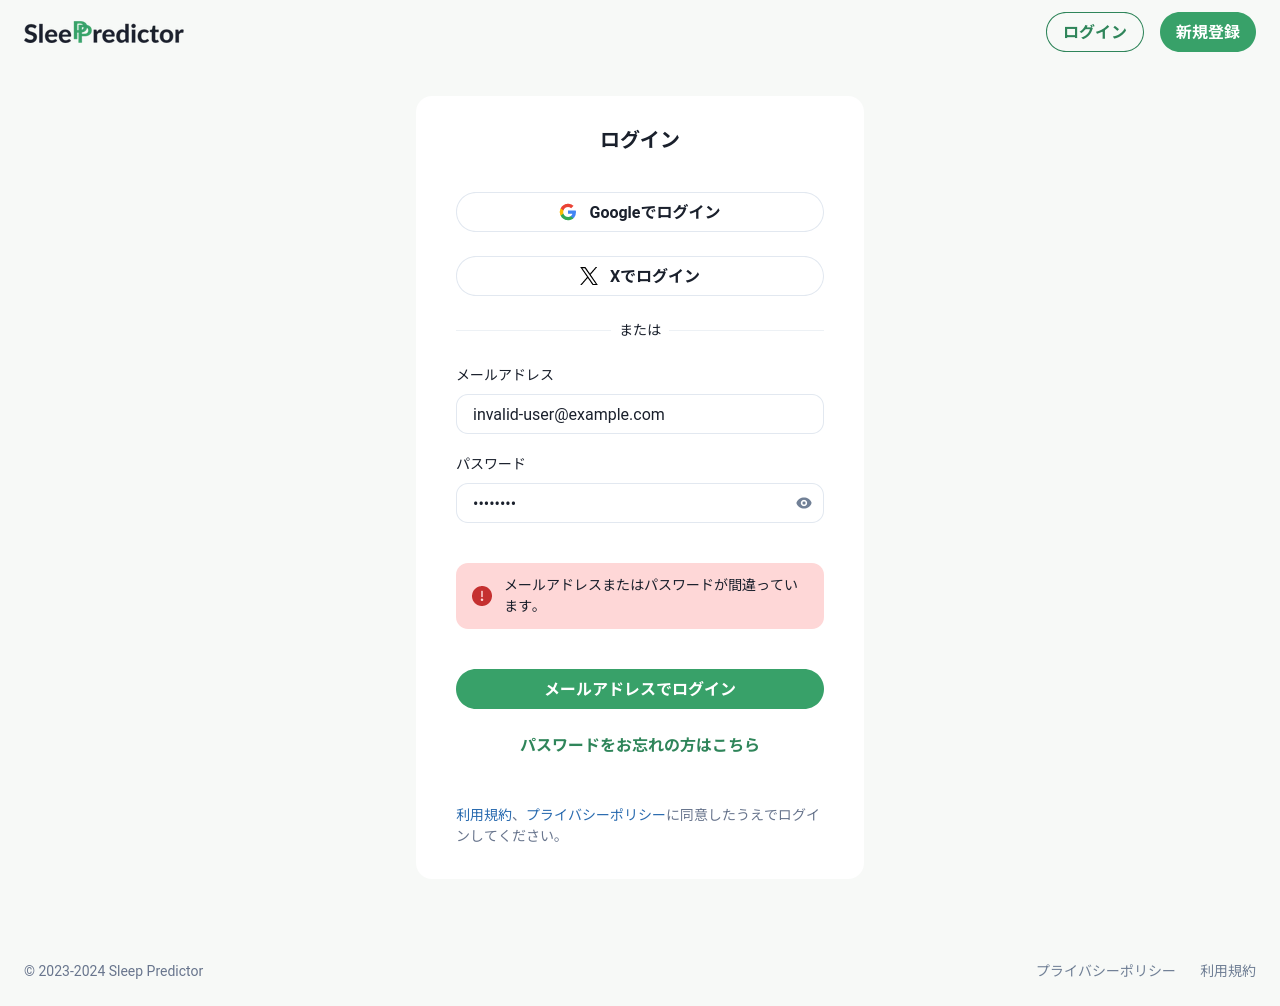 SleePredictor
ログイン
新規登録
ログイン
Googleでログイン
Xでログイン
または
メールアドレス
invalid-user@example.com
パスワード
••••••••
メールアドレスまたはパスワードが間違ってい
ます。
メールアドレスでログイン
パスワードをお忘れの方はこちら
利用規約、プライバシーポリシーに同意したうえでログイ
ンしてください。
© 2023-2024 Sleep Predictor
プライバシーポリシー
利用規約